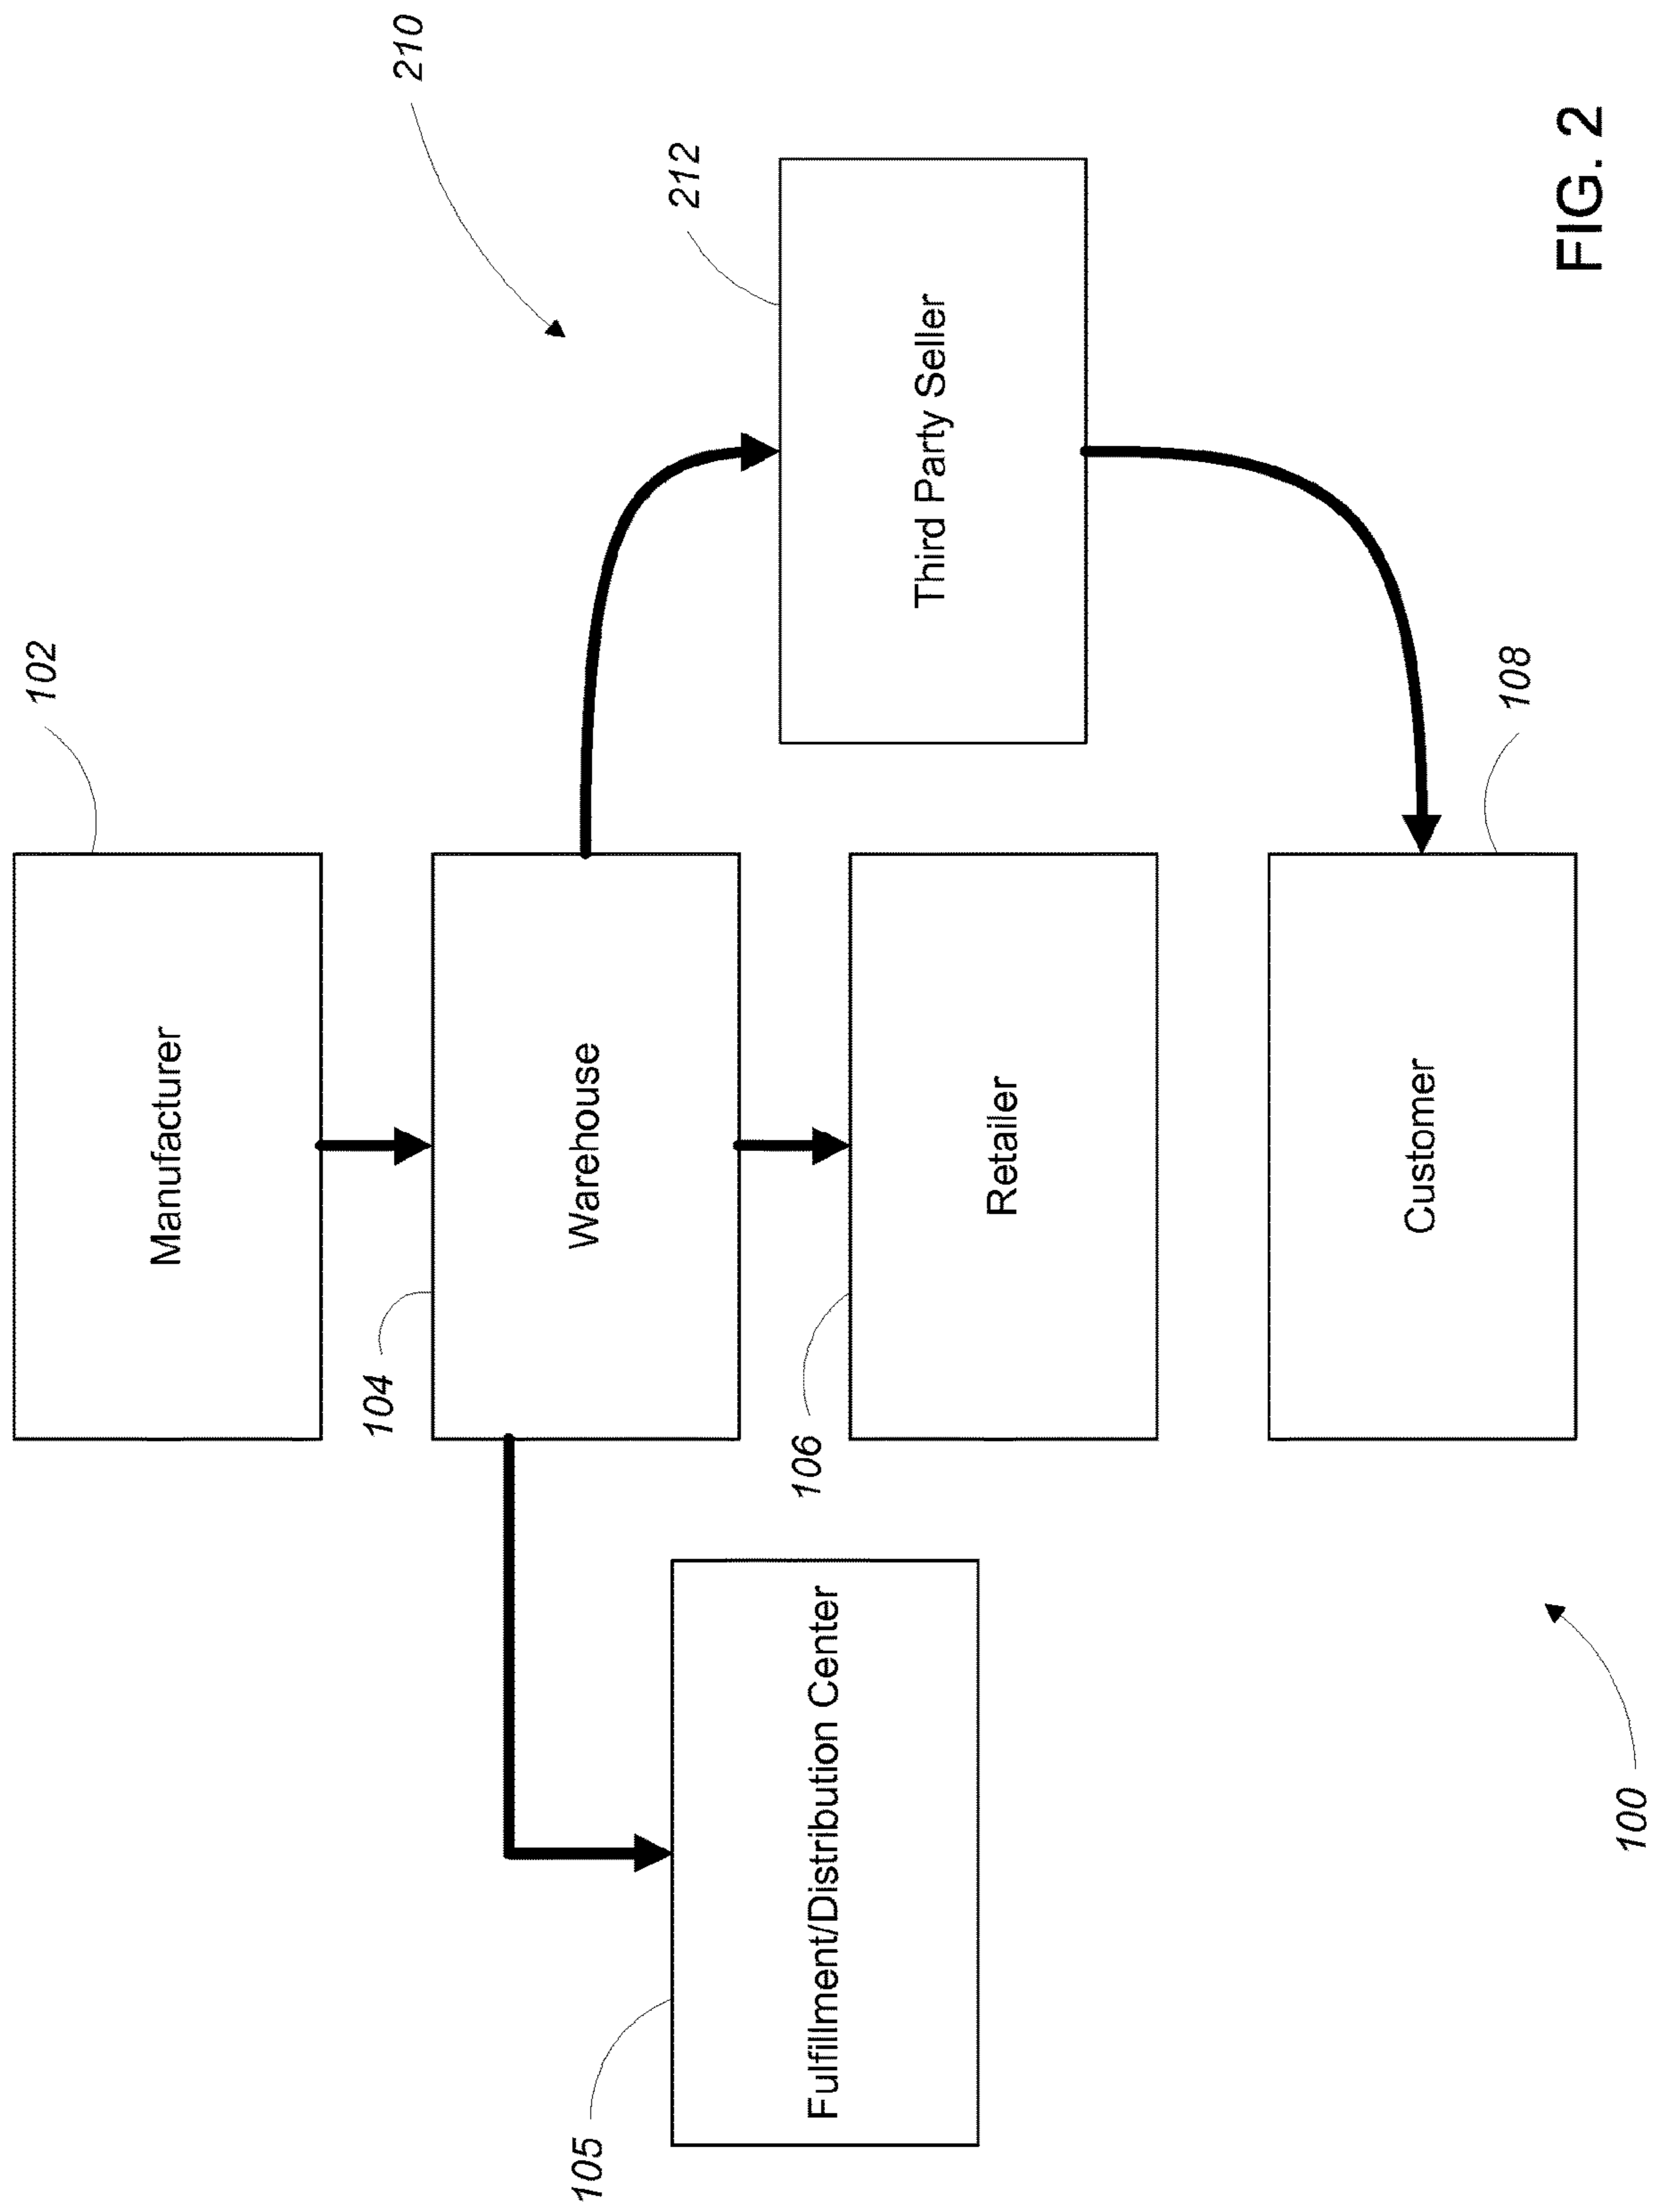 102
Manufacturer
104
Warehouse
210
105
Fulfillment/Distribution Center
106
Retailer
212
Third Party Seller
108
Customer
100
FIG. 2